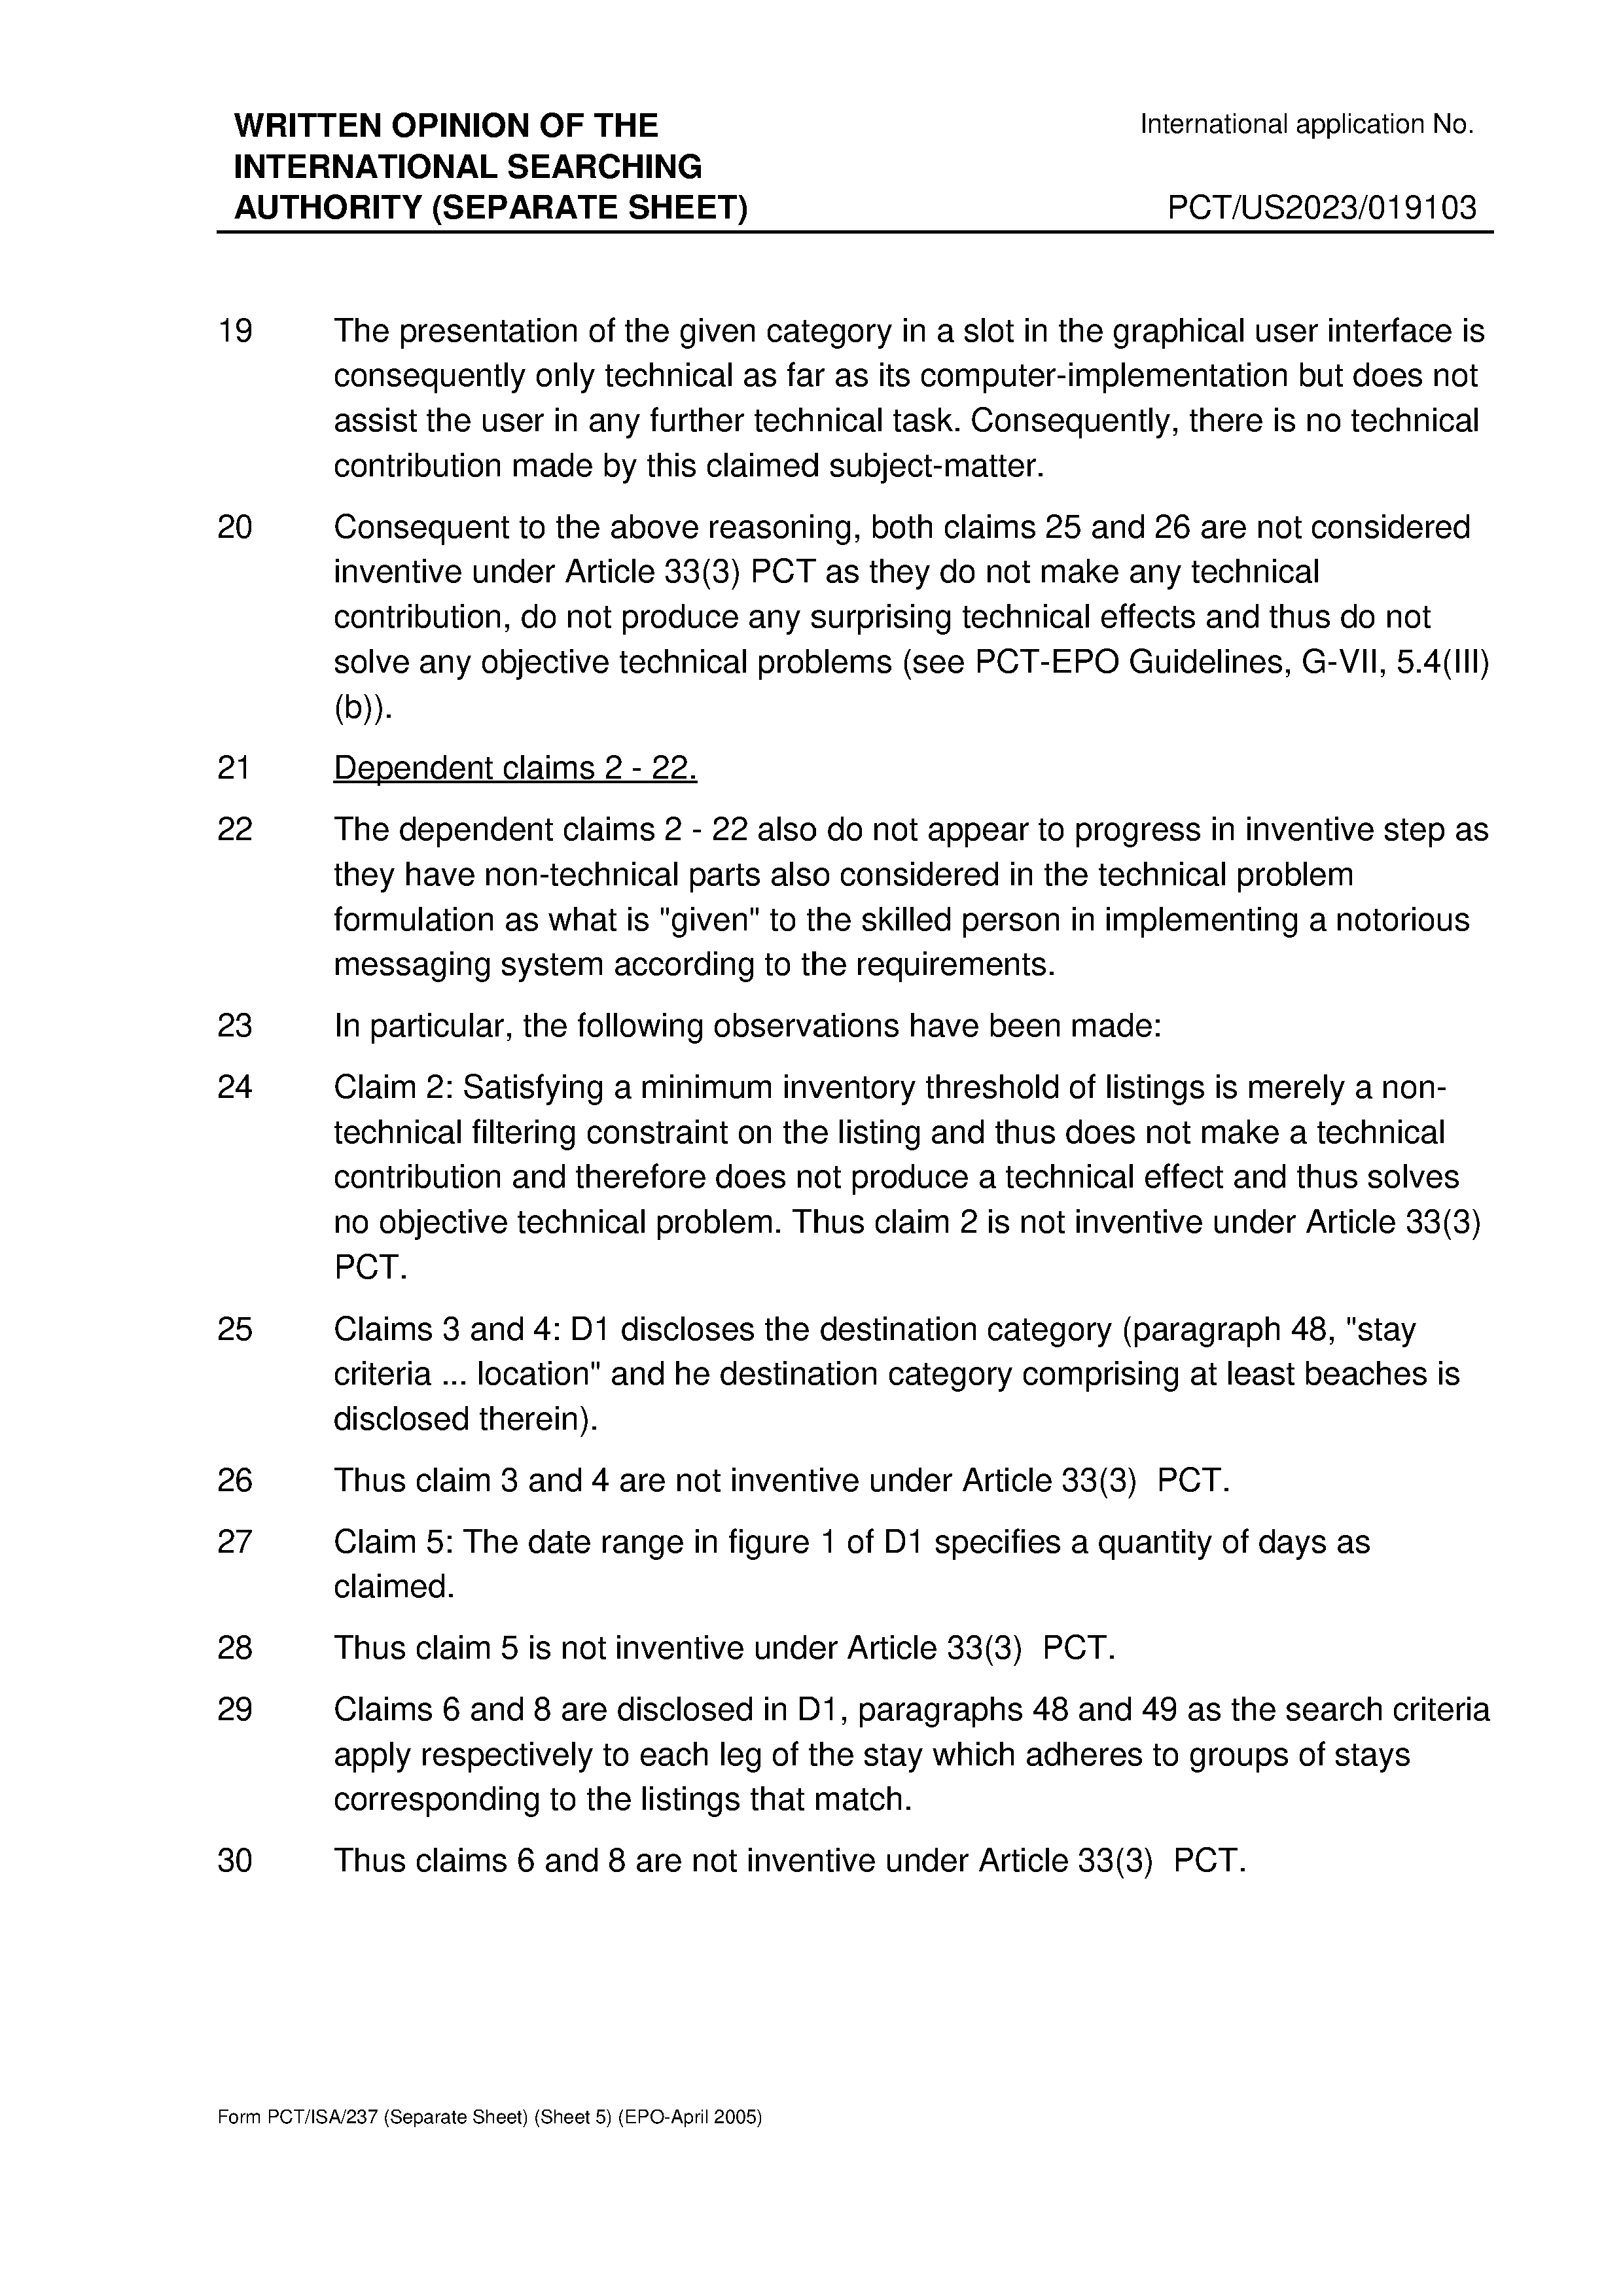 WRITTEN OPINION OF THE
INTERNATIONAL SEARCHING
AUTHORITY (SEPARATE SHEET)
International application No.
PCT/US2023/019103
19 The presentation of the given category in a slot in the graphical user interface is
consequently only technical as far as its computer-implementation but does not
assist the user in any further technical task. Consequently, there is no technical
contribution made by this claimed subject-matter.
20 Consequent to the above reasoning, both claims 25 and 26 are not considered
inventive under Article 33(3) PCT as they do not make any technical
contribution, do not produce any surprising technical effects and thus do not
solve any objective technical problems (see PCT-EPO Guidelines, G-VII, 5.4(III)
(b)).
21 Dependent claims 2 - 22.
22 The dependent claims 2 - 22 also do not appear to progress in inventive step as
they have non-technical parts also considered in the technical problem
formulation as what is "given" to the skilled person in implementing a notorious
messaging system according to the requirements.
23 In particular, the following observations have been made:
24 Claim 2: Satisfying a minimum inventory threshold of listings is merely a non-
technical filtering constraint on the listing and thus does not make a technical
contribution and therefore does not produce a technical effect and thus solves
no objective technical problem. Thus claim 2 is not inventive under Article 33(3)
PCT.
25 Claims 3 and 4: D1 discloses the destination category (paragraph 48, "stay
criteria ... location" and he destination category comprising at least beaches is
disclosed therein).
26 Thus claim 3 and 4 are not inventive under Article 33(3) PCT.
27 Claim 5: The date range in figure 1 of D1 specifies a quantity of days as
claimed.
28 Thus claim 5 is not inventive under Article 33(3) PCT.
29 Claims 6 and 8 are disclosed in D1, paragraphs 48 and 49 as the search criteria
apply respectively to each leg of the stay which adheres to groups of stays
corresponding to the listings that match.
30 Thus claims 6 and 8 are not inventive under Article 33(3) PCT.
Form PCT/ISA/237 (Separate Sheet) (Sheet 5) (EPO-April 2005)